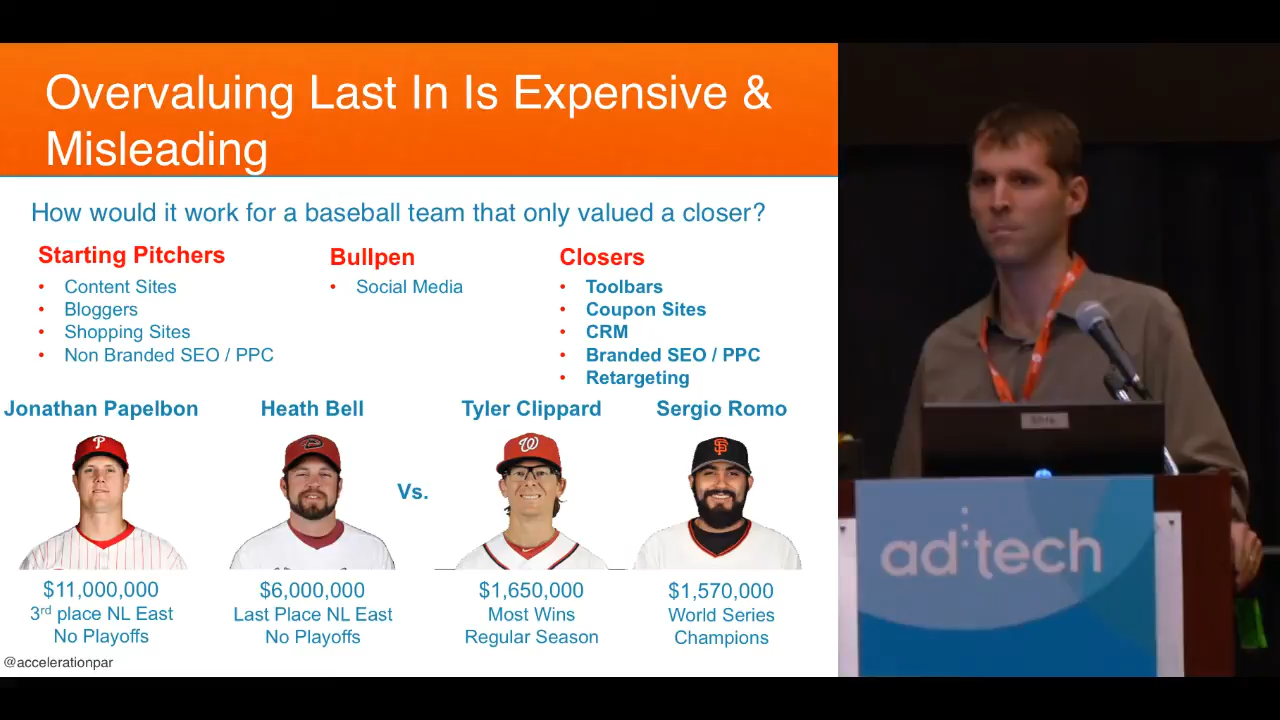 Overvaluing Last In Is Expensive &
Misleading
How would it work for a baseball team that only valued a closer?
Starting Pitchers
• Content Sites
• Bloggers
• Shopping Sites
• Non Branded SEO / PPC
Bullpen
• Social Media
Closers
• Toolbars
• Coupon Sites
• CRM
• Branded SEO / PPC
• Retargeting
Jonathan Papelbon
Heath Bell
Tyler Clippard
Sergio Romo
P
W
SF
Vs.
$11,000,000
3rd place NL East
No Playoffs
$6,000,000
Last Place NL East
No Playoffs
$1,650,000
Most Wins
Regular Season
$1,570,000
World Series
Champions
@accelerationpar
ad:tech